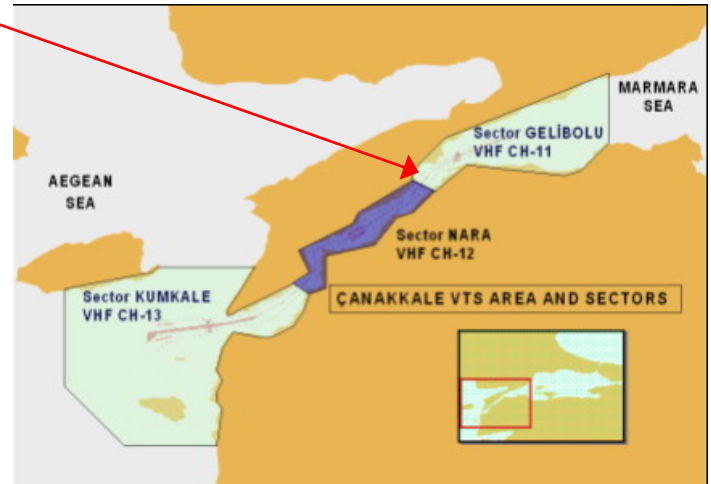 MARMARA
SEA
Sector GELİBOLU
VHF CH-11
AEGEAN
SEA
Sector NARA
VHF CH-12
Sector KUMKALE
VHF CH-13
ÇANAKKALE VTS AREA AND SECTORS